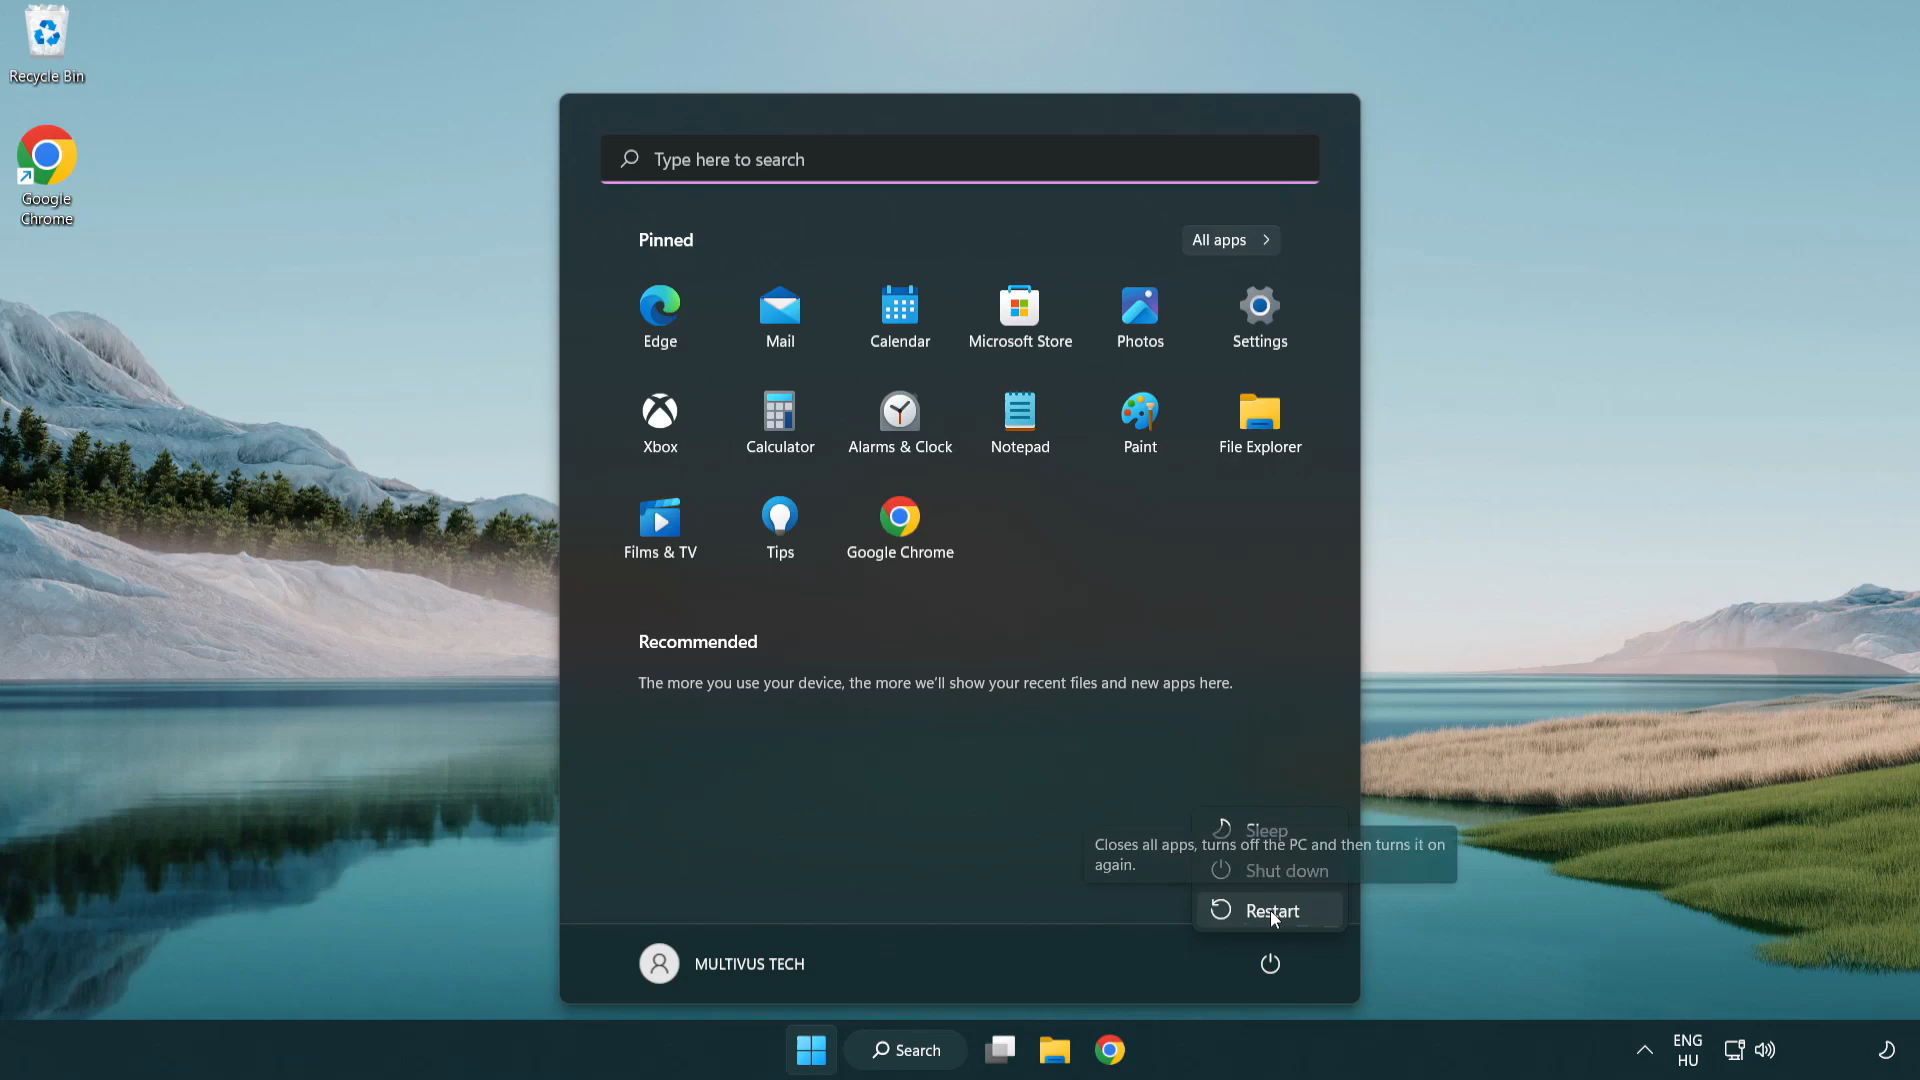 Recycle Bin
Google
Chrome
Type here to search
Pinned
All apps
Edge
Mail
Calendar
Microsoft Store
Photos
Settings
Xbox
Calculator
Alarms & Clock
Notepad
Paint
File Explorer
Films & TV
Tips
Google Chrome
Recommended
The more you use your device, the more we'll show your recent files and new apps here.
Sleep
Closes all apps, turns off the PC and then turns it on
again.
Shut down
Restart
MULTIVUS TECH
Search
ENG
HU